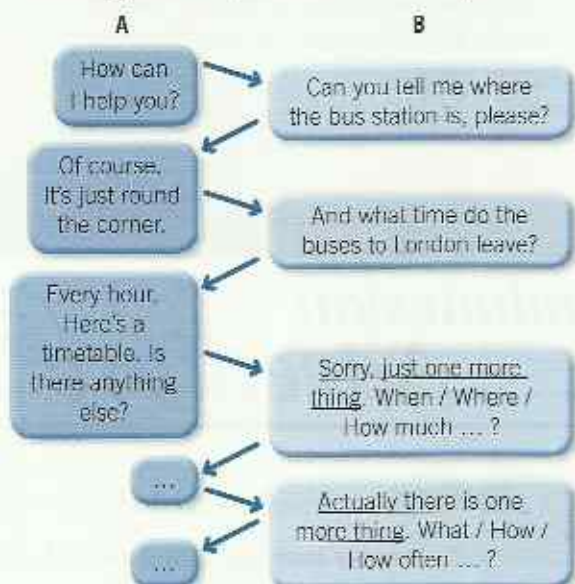 A
B
How can
I help you?
Can you tell me where
the bus station is, please?
Of course.
It's just round
the corner.
And what time do the
buses to London leave?
Every hour.
Here's a
timetable. Is
there anything
else?
Sorry, just one more
thing. When / Where /
How much ... ?
...
Actually there is one
more thing. What / How /
How often ... ?
...